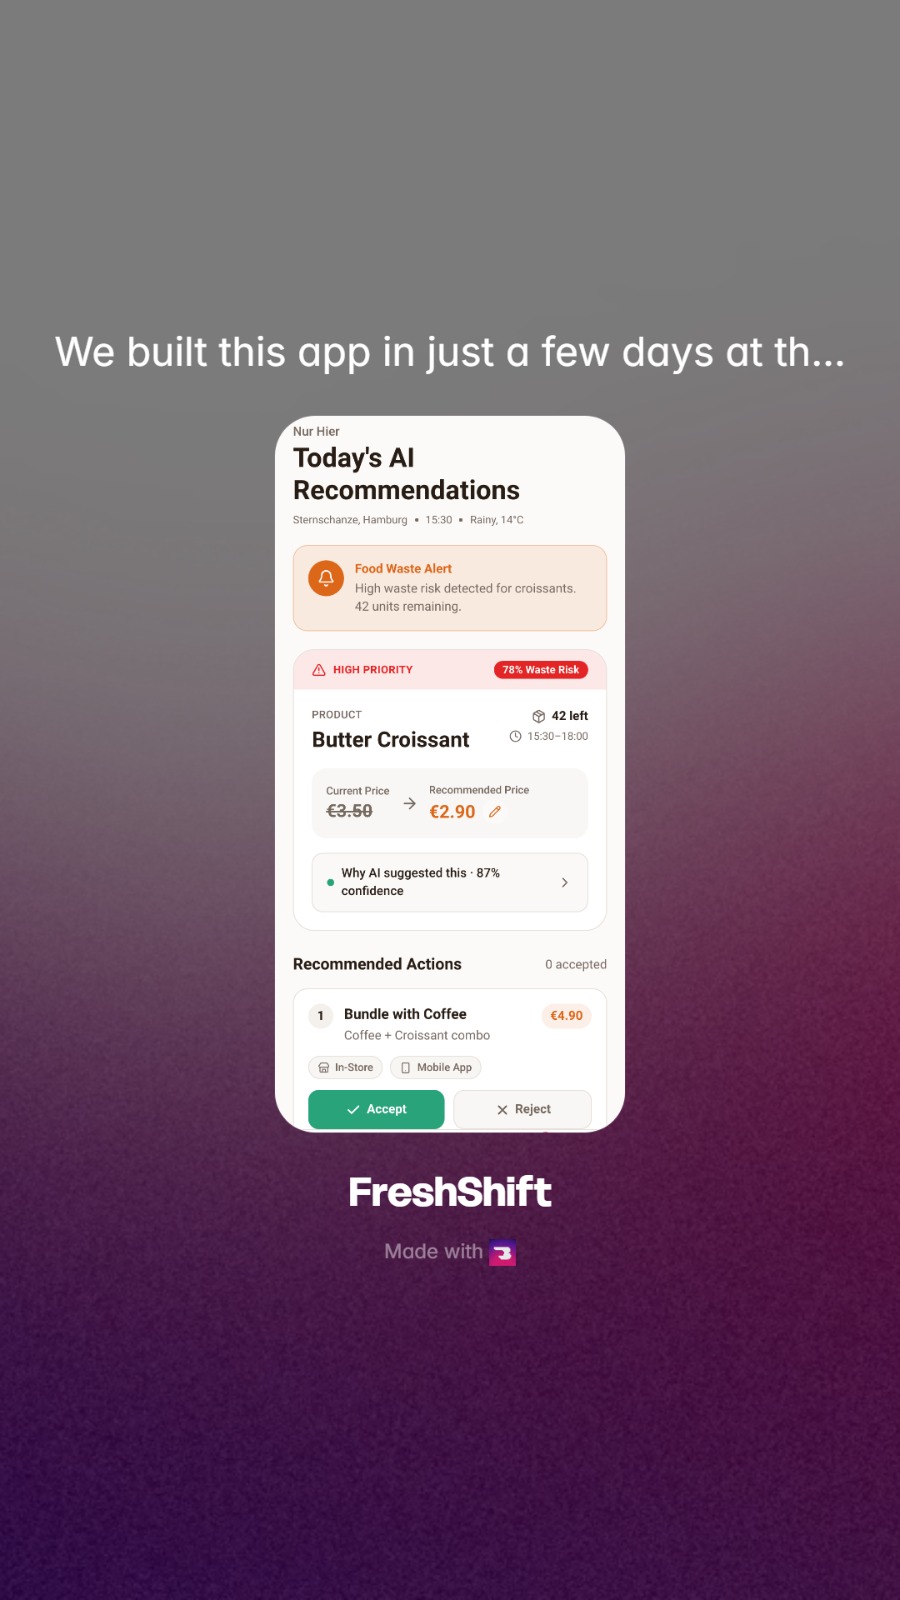 We built this app in just a few days at th...
Nur Hier
Today's AI
Recommendations
Sternschanze, Hamburg • 15:30 • Rainy, 14°C
Food Waste Alert
High waste risk detected for croissants.
42 units remaining.
HIGH PRIORITY
78% Waste Risk
PRODUCT
42 left
Butter Croissant
15:30–18:00
Current Price
Recommended Price
€3.50
€2.90
Why AI suggested this · 87%
confidence
Recommended Actions
0 accepted
1
Bundle with Coffee
€4.90
Coffee + Croissant combo
In-Store
Mobile App
Accept
Reject
FreshShift
Made with